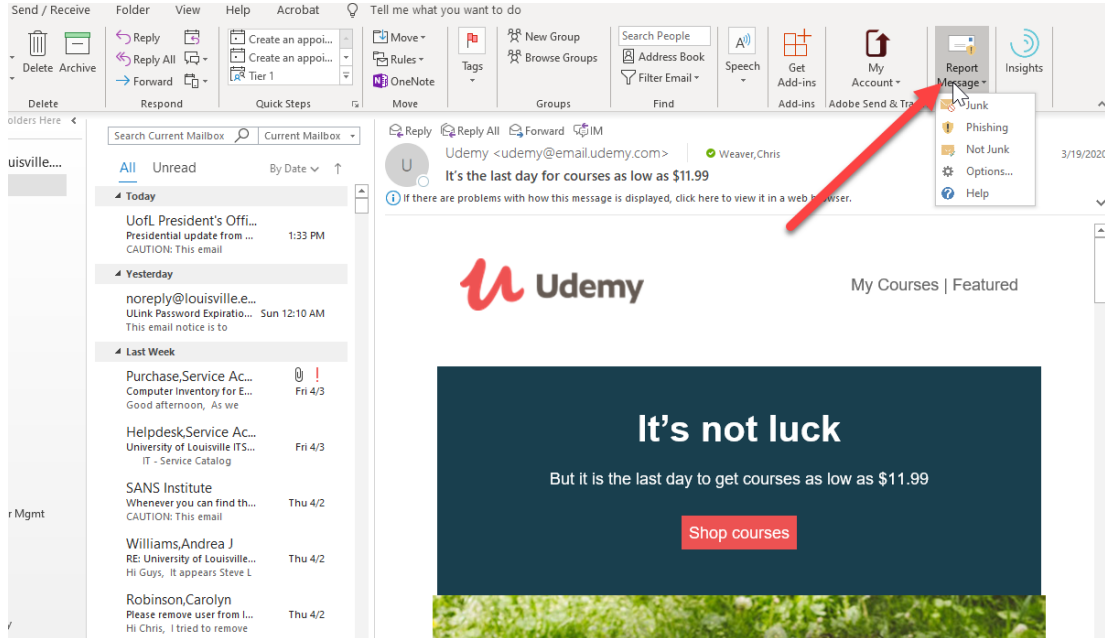 Send / Receive Folder View Help Acrobat Tell me what you want to do
Delete Archive
Delete
Reply
Reply All
Forward
Respond
Create an appoi...
Create an appoi...
Tier 1
Quick Steps
Move
Rules
OneNote
Move
Tags
New Group
Browse Groups
Groups
Search People
Address Book
Filter Email
Find
Speech
Get
Add-ins
Add-ins
My
Account
Adobe Send & Tra
Report
Message
Insights
Junk
Phishing
Not Junk
Options...
Help
olders Here
uisville....
r Mgmt
y
Search Current Mailbox Current Mailbox
All Unread By Date
Today
UofL President's Offi...
Presidential update from ... 1:33 PM
CAUTION: This email
Yesterday
noreply@louisville.e...
ULink Password Expiratio... Sun 12:10 AM
This email notice is to
Last Week
Purchase,Service Ac...
Computer Inventory for E... Fri 4/3
Good afternoon, As we
Helpdesk,Service Ac...
University of Louisville ITS... Fri 4/3
IT - Service Catalog
SANS Institute
Whenever you can find th... Thu 4/2
CAUTION: This email
Williams,Andrea J
RE: University of Louisville... Thu 4/2
Hi Guys, It appears Steve L
Robinson,Carolyn
Please remove user from l... Thu 4/2
Hi Chris, I tried to remove
Reply Reply All Forward IM
U
Udemy <udemy@email.udemy.com> Weaver,Chris 3/19/2020
It's the last day for courses as low as $11.99
If there are problems with how this message is displayed, click here to view it in a web browser.
Udemy
My Courses | Featured
It's not luck
But it is the last day to get courses as low as $11.99
Shop courses